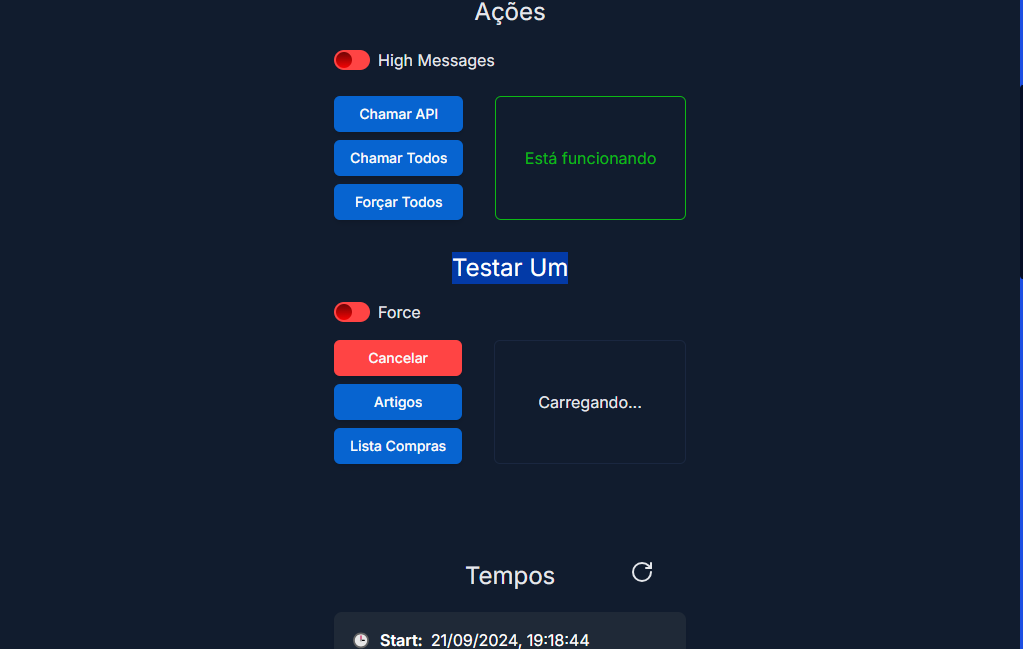 Ações
High Messages
Chamar API
Chamar Todos
Forçar Todos
Está funcionando
Testar Um
Force
Cancelar
Artigos
Lista Compras
Carregando...
Tempos
Start: 21/09/2024, 19:18:44